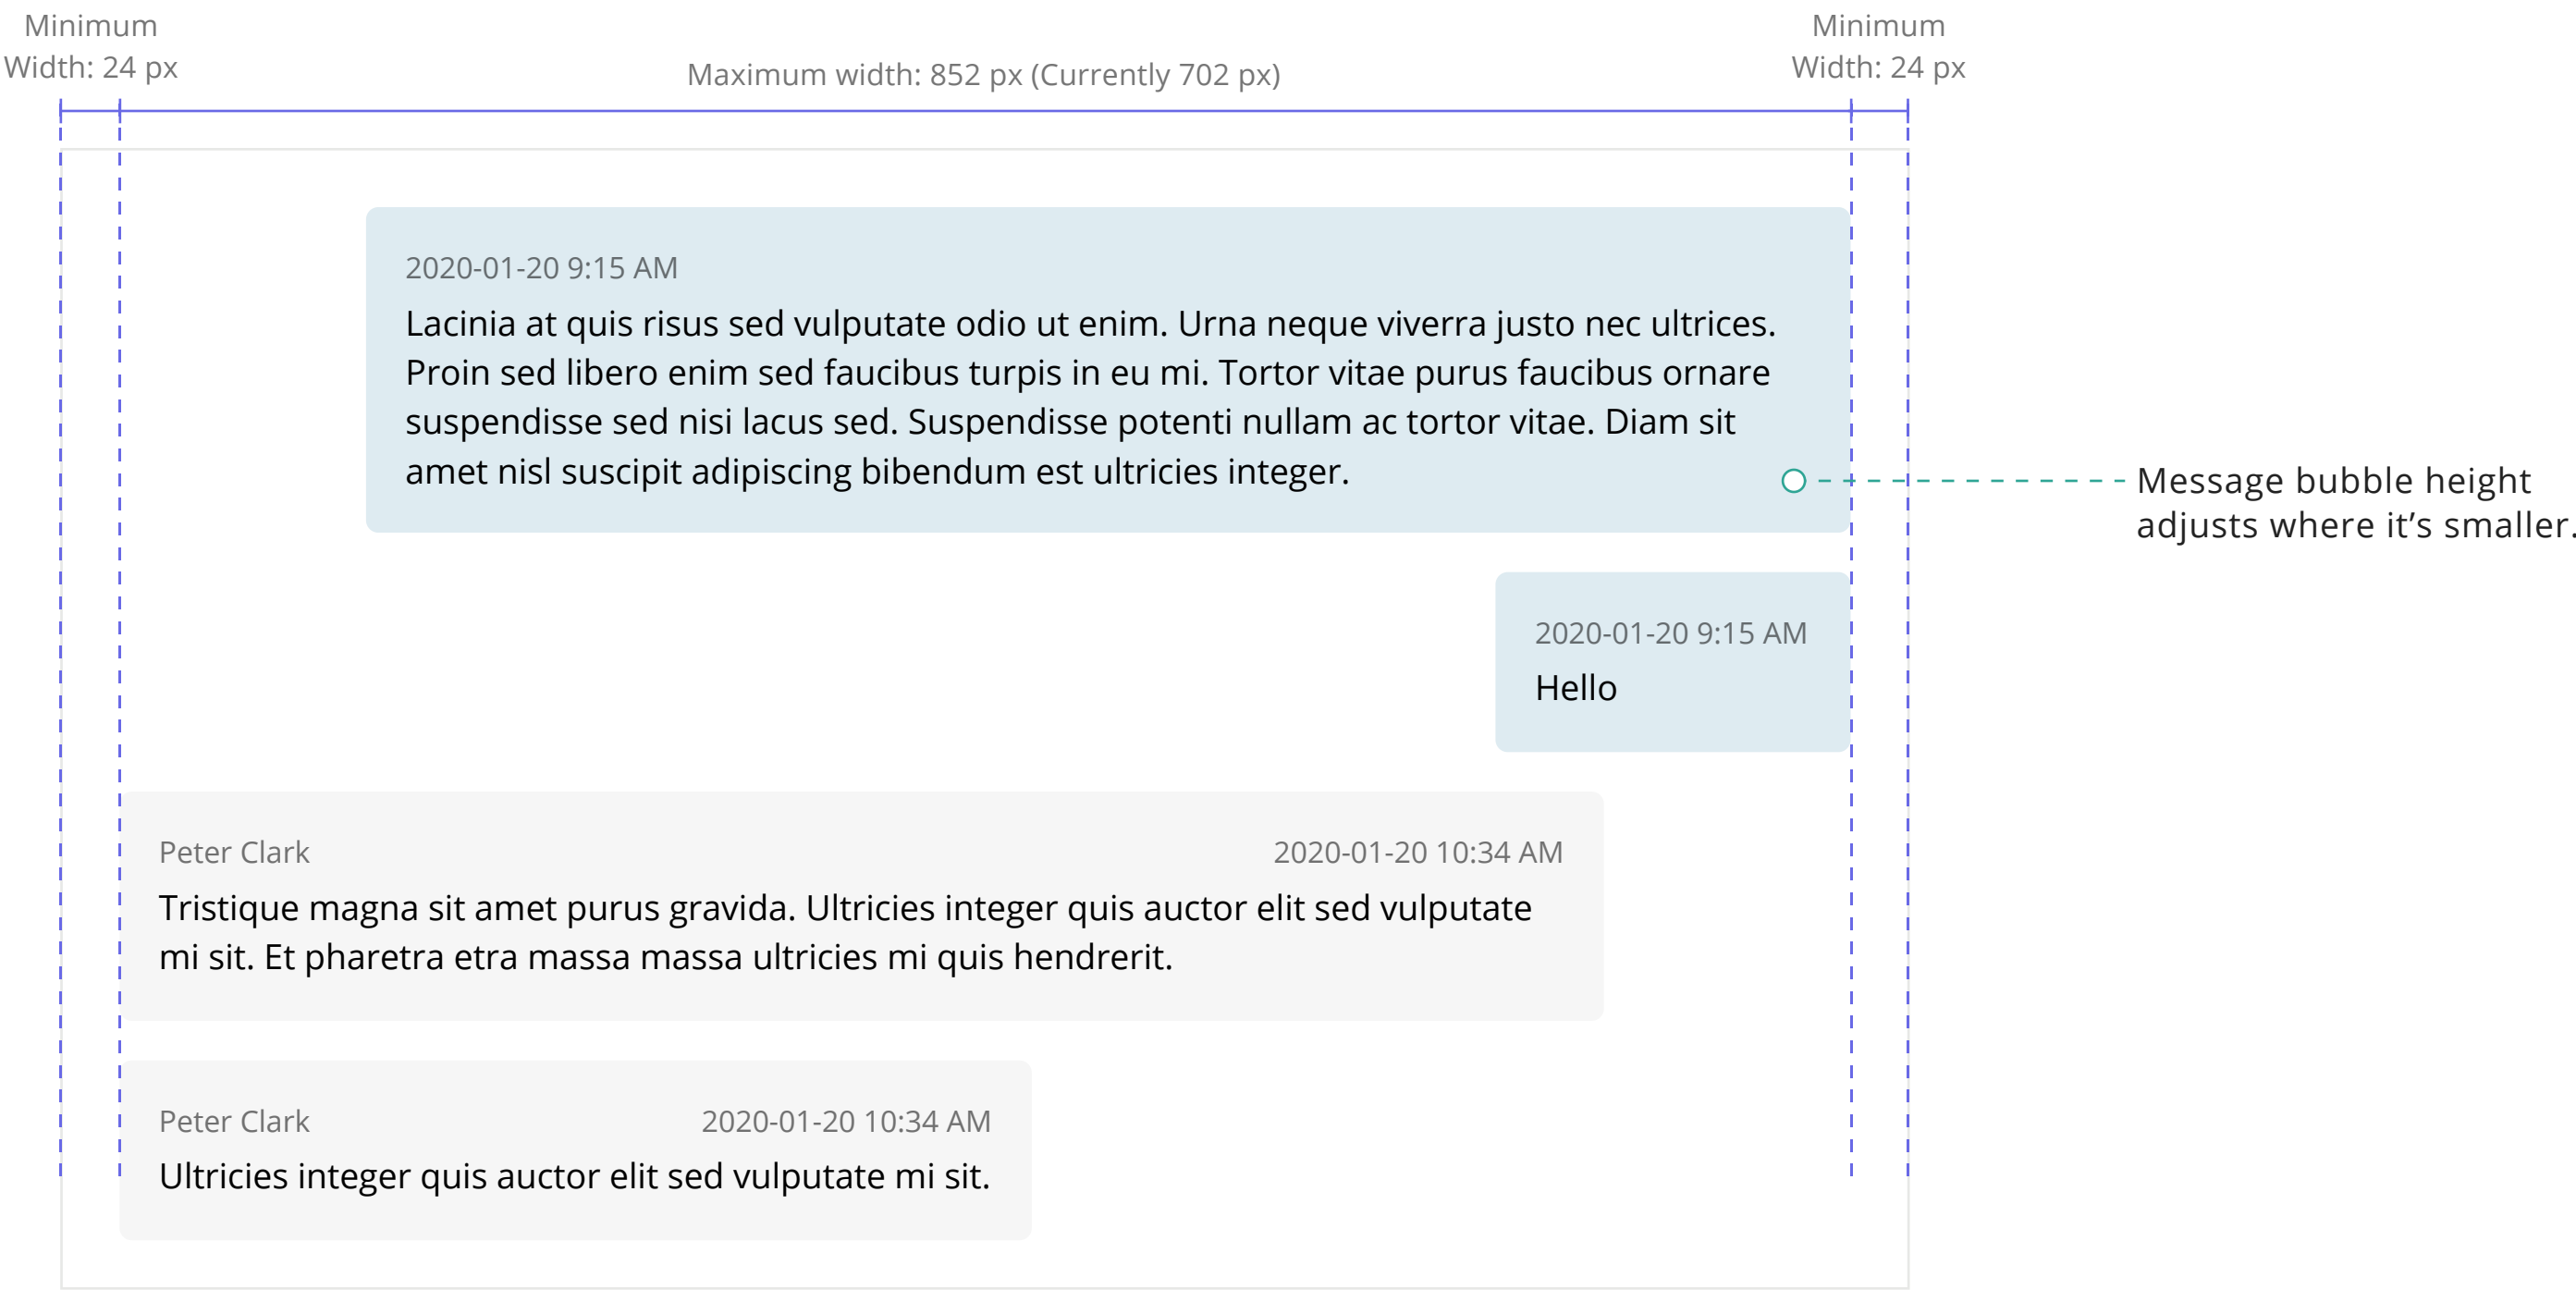 Minimum
Width: 24 px
Maximum width: 852 px (Currently 702 px)
Minimum
Width: 24 px
2020-01-20 9:15 AM
Lacinia at quis risus sed vulputate odio ut enim. Urna neque viverra justo nec ultrices.
Proin sed libero enim sed faucibus turpis in eu mi. Tortor vitae purus faucibus ornare
suspendisse sed nisi lacus sed. Suspendisse potenti nullam ac tortor vitae. Diam sit
amet nisl suscipit adipiscing bibendum est ultricies integer.
Message bubble height
adjusts where it’s smaller.
2020-01-20 9:15 AM
Hello
Peter Clark
2020-01-20 10:34 AM
Tristique magna sit amet purus gravida. Ultricies integer quis auctor elit sed vulputate
mi sit. Et pharetra etra massa massa ultricies mi quis hendrerit.
Peter Clark
2020-01-20 10:34 AM
Ultricies integer quis auctor elit sed vulputate mi sit.